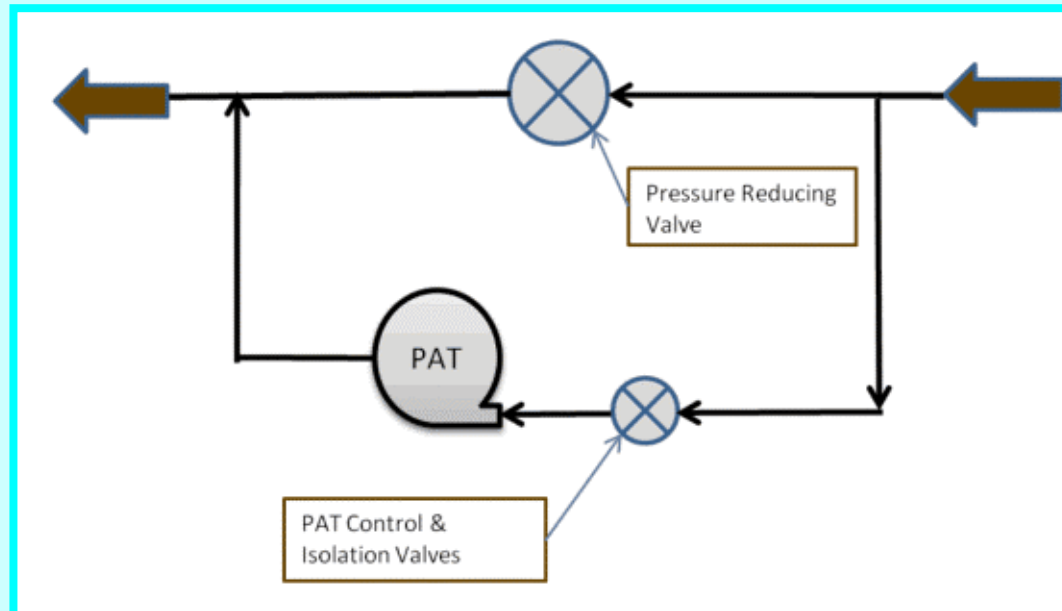 Pressure Reducing
Valve
PAT
PAT Control &
Isolation Valves